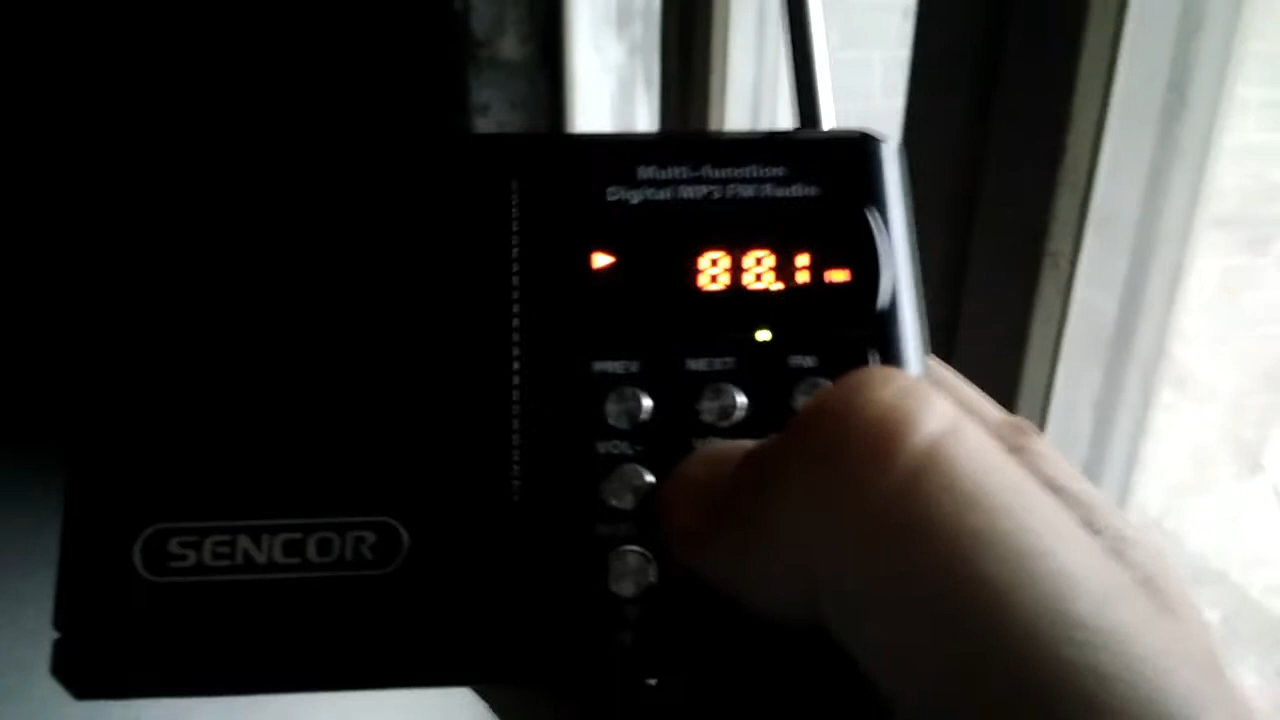 Multi-function
Digital MP3 FM Radio
88.1
PREV NEXT FM
VOL-
SENCOR